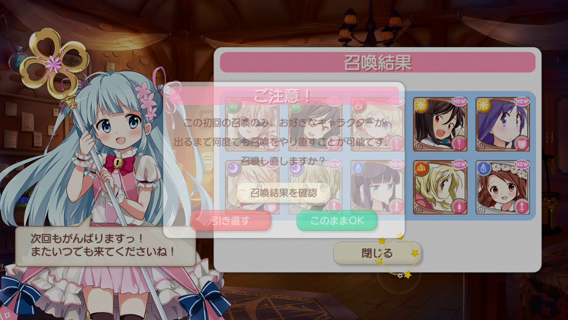 召喚結果
ご注意！
この初回の召喚のみ、お好きなキャラクターが
出るまで何度でも召喚をやり直すことが可能です。
召喚し直しますか？
召喚結果を確認
引き直す
このままOK
NEW
NEW
NEW
NEW
次回もがんばりますっ！
またいつでも来てくださいね！
閉じる